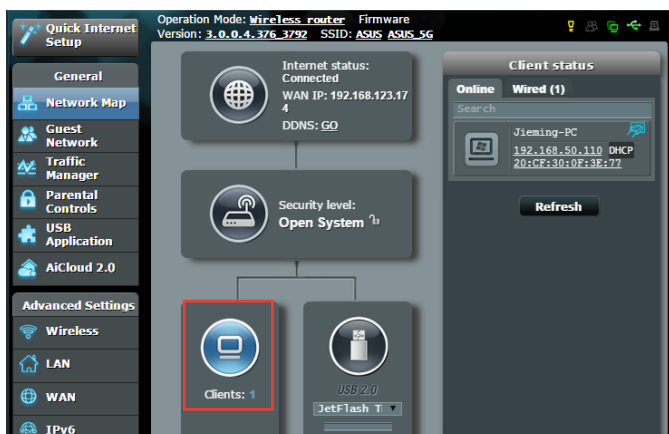 Quick Internet
Setup
Operation Mode: Wireless router Firmware
Version: 3.0.0.4.376_3792 SSID: ASUS ASUS_5G
General
Network Map
Guest
Network
Traffic
Manager
Parental
Controls
USB
Application
AiCloud 2.0
Advanced Settings
Wireless
LAN
WAN
IPv6
Internet status:
Connected
WAN IP: 192.168.123.17
4
DDNS: GO
Security level:
Open System
Clients: 1
USB 2.0
JetFlash T
Client status
Online Wired (1)
Search
Jieming-PC
192.168.50.110 DHCP
20:CF:30:0F:3E:77
Refresh